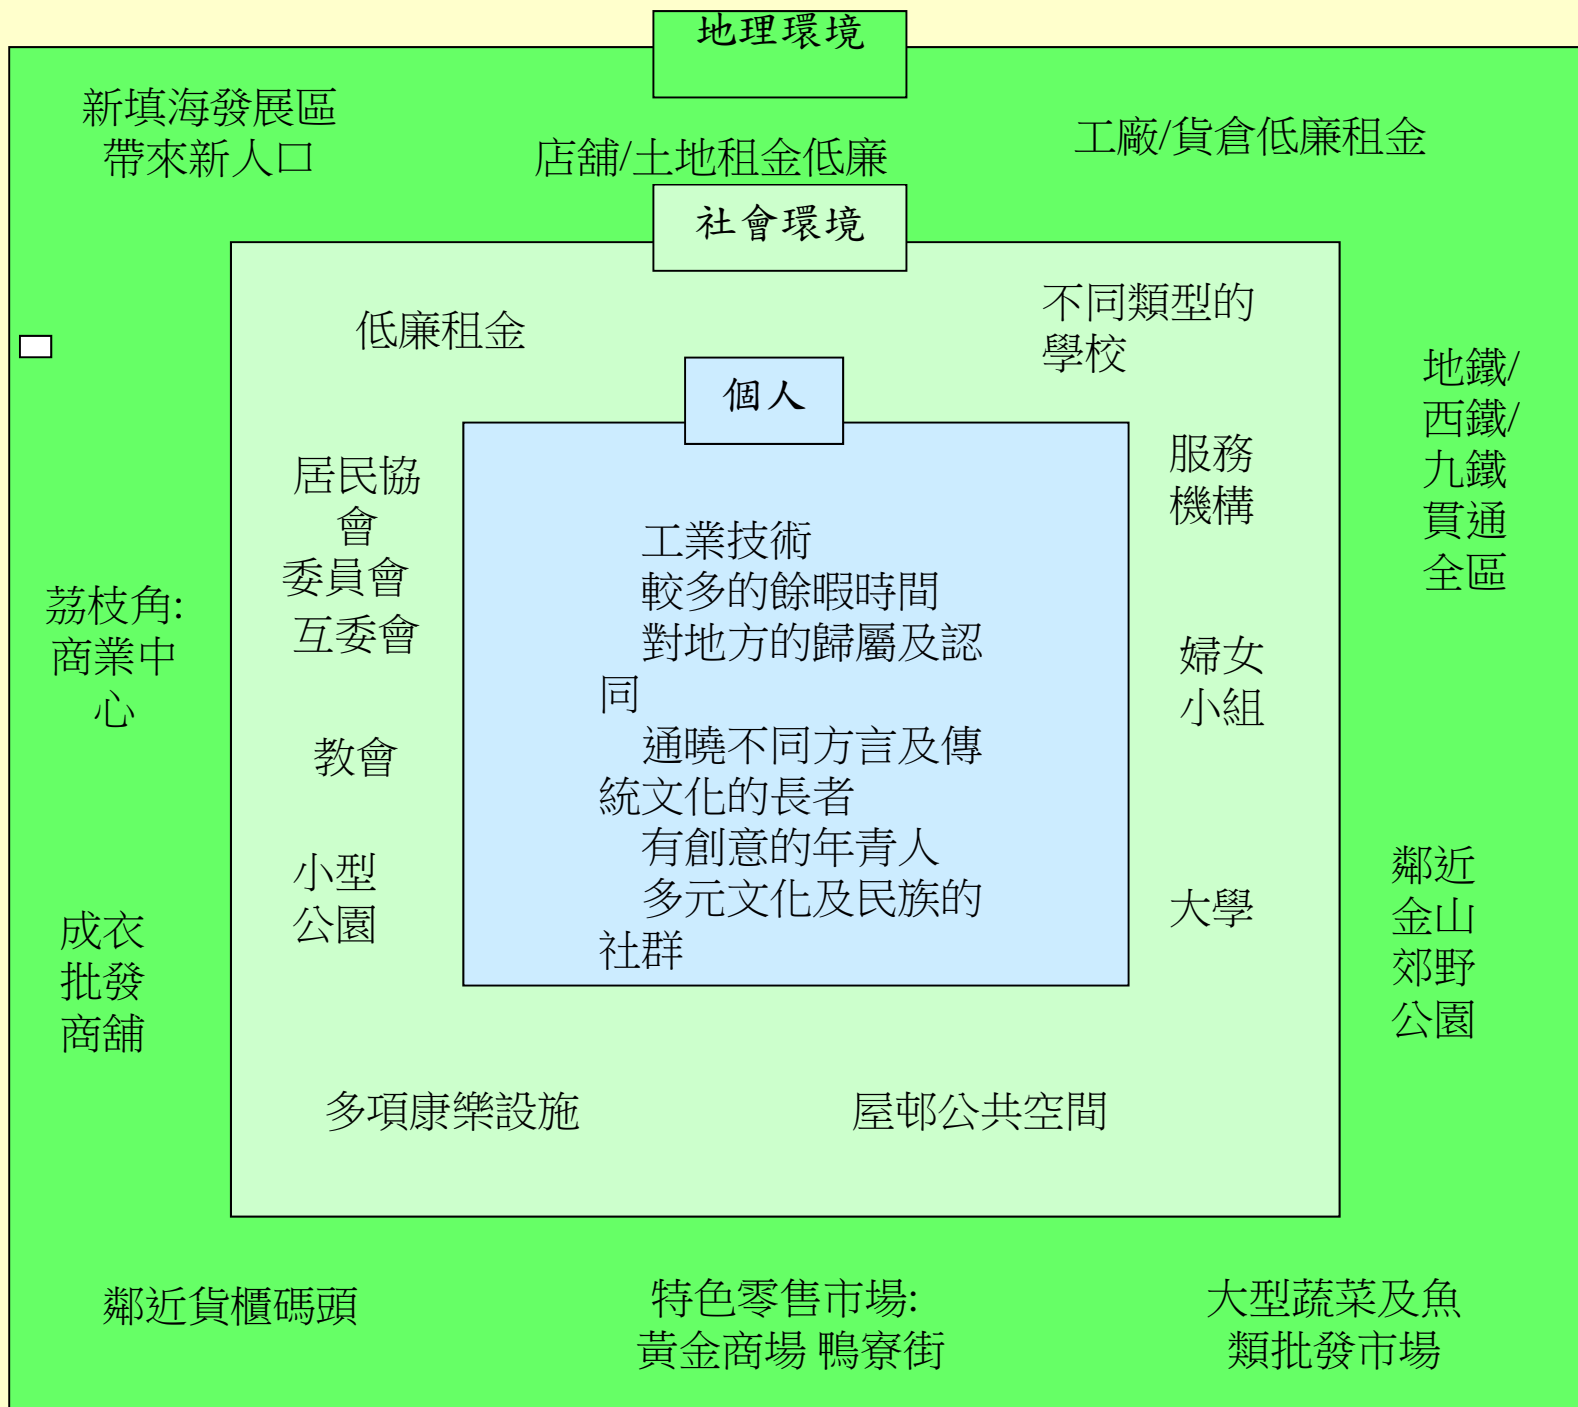 地理環境
新填海發展區
帶來新人口
店舖/土地租金低廉
工廠/貨倉低廉租金
社會環境
低廉租金
不同類型的
學校
個人
地鐵/
西鐵/
九鐵
貫通
全區
居民協
會
委員會
互委會
服務
機構
工業技術
較多的餘暇時間
對地方的歸屬及認
同
通曉不同方言及傳
統文化的長者
有創意的年青人
多元文化及民族的
社群
荔枝角:
商業中
心
婦女
小組
教會
小型
公園
大學
鄰近
金山
郊野
公園
成衣
批發
商舖
多項康樂設施
屋邨公共空間
鄰近貨櫃碼頭
特色零售市場:
黃金商場 鴨寮街
大型蔬菜及魚
類批發市場